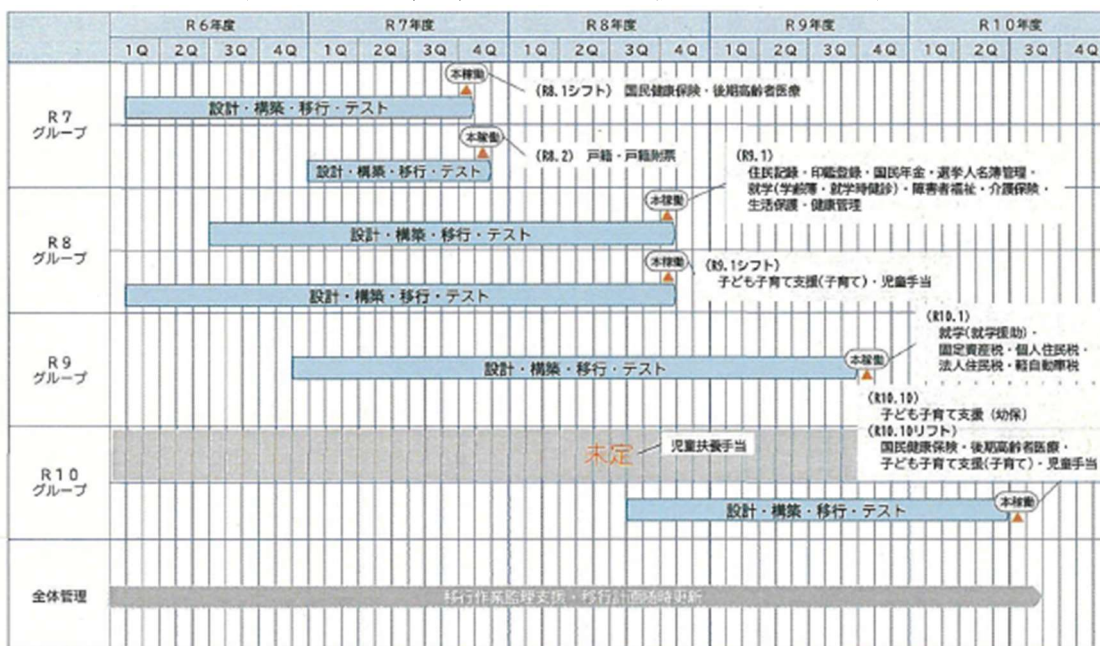 R6年度 R7年度 R8年度 R9年度 R10年度
1Q 2Q 3Q 4Q 1Q 2Q 3Q 4Q 1Q 2Q 3Q 4Q 1Q 2Q 3Q 4Q 1Q 2Q 3Q 4Q
R7
グループ
本稼働
(R8.1シフト) 国民健康保険・後期高齢者医療
設計・構築・移行・テスト
本稼働
(R8.2) 戸籍・戸籍附票
設計・構築・移行・テスト
R8
グループ
(R9.1)
住民記録・印鑑登録・国民年金・選挙人名簿管理・
就学(学齢簿・就学時健診)・障害者福祉・介護保険・
生活保護・健康管理
本稼働
設計・構築・移行・テスト
本稼働
(R9.1シフト)
子ども子育て支援(子育て)・児童手当
設計・構築・移行・テスト
R9
グループ
(R10.1)
就学(就学援助)・
固定資産税・個人住民税・
法人住民税・軽自動車税
本稼働
設計・構築・移行・テスト
R10
グループ
(R10.10)
子ども子育て支援(幼保)
(R10.10リフト)
国民健康保険・後期高齢者医療・
子ども子育て支援(子育て)・児童手当
未定
児童扶養手当
本稼働
設計・構築・移行・テスト
全体管理
移行作業監理支援・移行計画随時更新